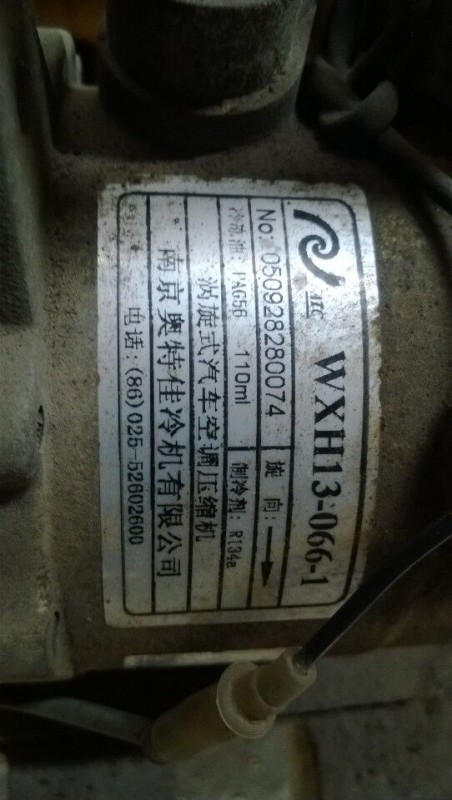 WXH13-066-1
No: 050928280074 旋 向:
冷冻油: PAG56 110ml 制冷剂: R134a
涡旋式汽车空调压缩机
南京奥特佳冷机有限公司
电话:(86)025-52602600